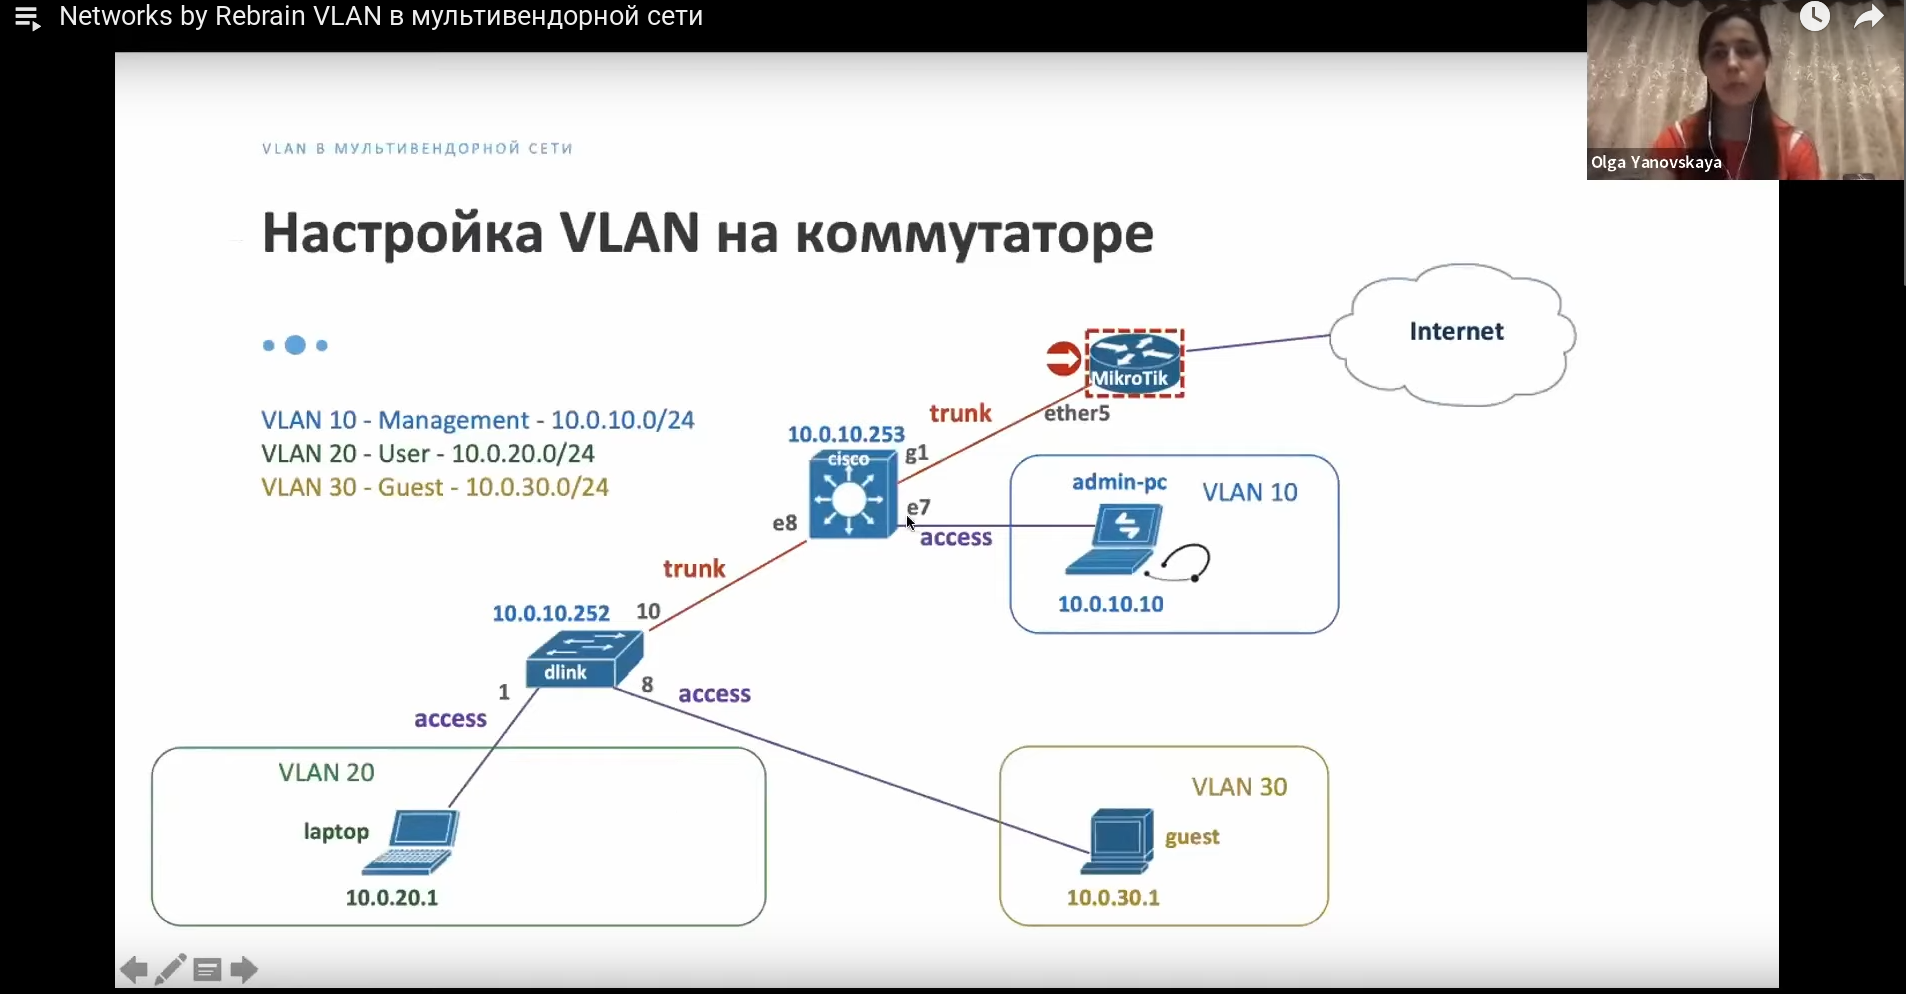 Networks by Rebrain VLAN в мультивендорной сети
Olga Yanovskaya
VLAN В МУЛЬТИВЕНДОРНОЙ СЕТИ
Настройка VLAN на коммутаторе
Internet
MikroTik
trunk
ether5
VLAN 10 - Management - 10.0.10.0/24
VLAN 20 - User - 10.0.20.0/24
VLAN 30 - Guest - 10.0.30.0/24
10.0.10.253
g1
cisco
e7
e8
access
admin-pc
VLAN 10
10.0.10.10
trunk
10.0.10.252
10
dlink
1
8
access
access
VLAN 20
laptop
10.0.20.1
VLAN 30
guest
10.0.30.1